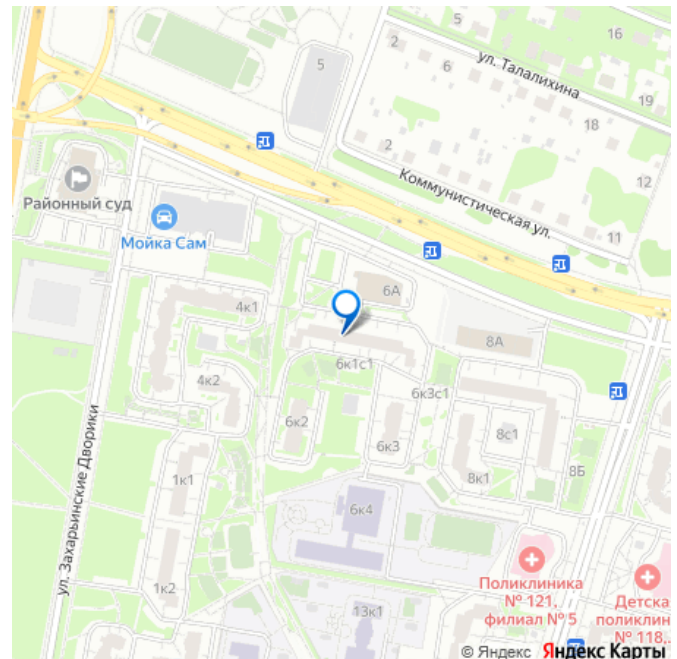 5
16
2
ул. Талалихина
6
19
5
18
2
Коммунистическая ул.
12
11
Районный суд
Мойка Сам
6А
4к1
8А
6к1с1
4к2
6к3с1
6к2
6к3
8с1
8к1
8Б
1к1
ул. Захарьинские Дворики
6к4
Поликлиника
№ 121,
филиал № 5
1к2
13к1
Детска
поликлин
№ 118,..
© Яндекс Яндекс Карты